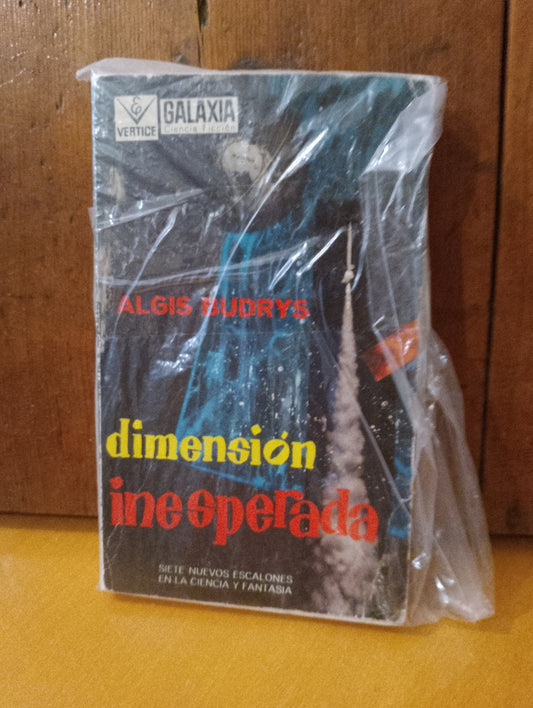 VERTICE
GALAXIA
Ciencia Ficción
ALGIS BUDRYS
dimensión
inesperada
SIETE NUEVOS ESCALONES
EN LA CIENCIA Y FANTASIA